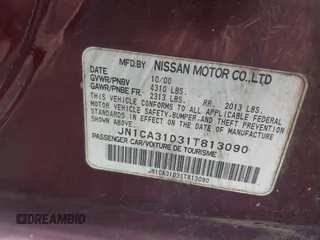 MFD.BY NISSAN MOTOR CO.,LTD
DATE 10/00
GVWR/PNBV 4310 LBS.
GAWR/PNBE FR. 2313 LBS. RR. 2013 LBS.
THIS VEHICLE CONFORMS TO ALL APPLICABLE FEDERAL
MOTOR VEHICLE SAFETY,BUMPER,AND THEFT PREVENTION
STANDARDS IN EFFECT ON THE DATE OF
MANUFACTURE SHOWN ABOVE.
JN1CA31D31T813090
PASSENGER CAR/VOITURE DE TOURISME
JN1CA31D31T813090
DREAMBID